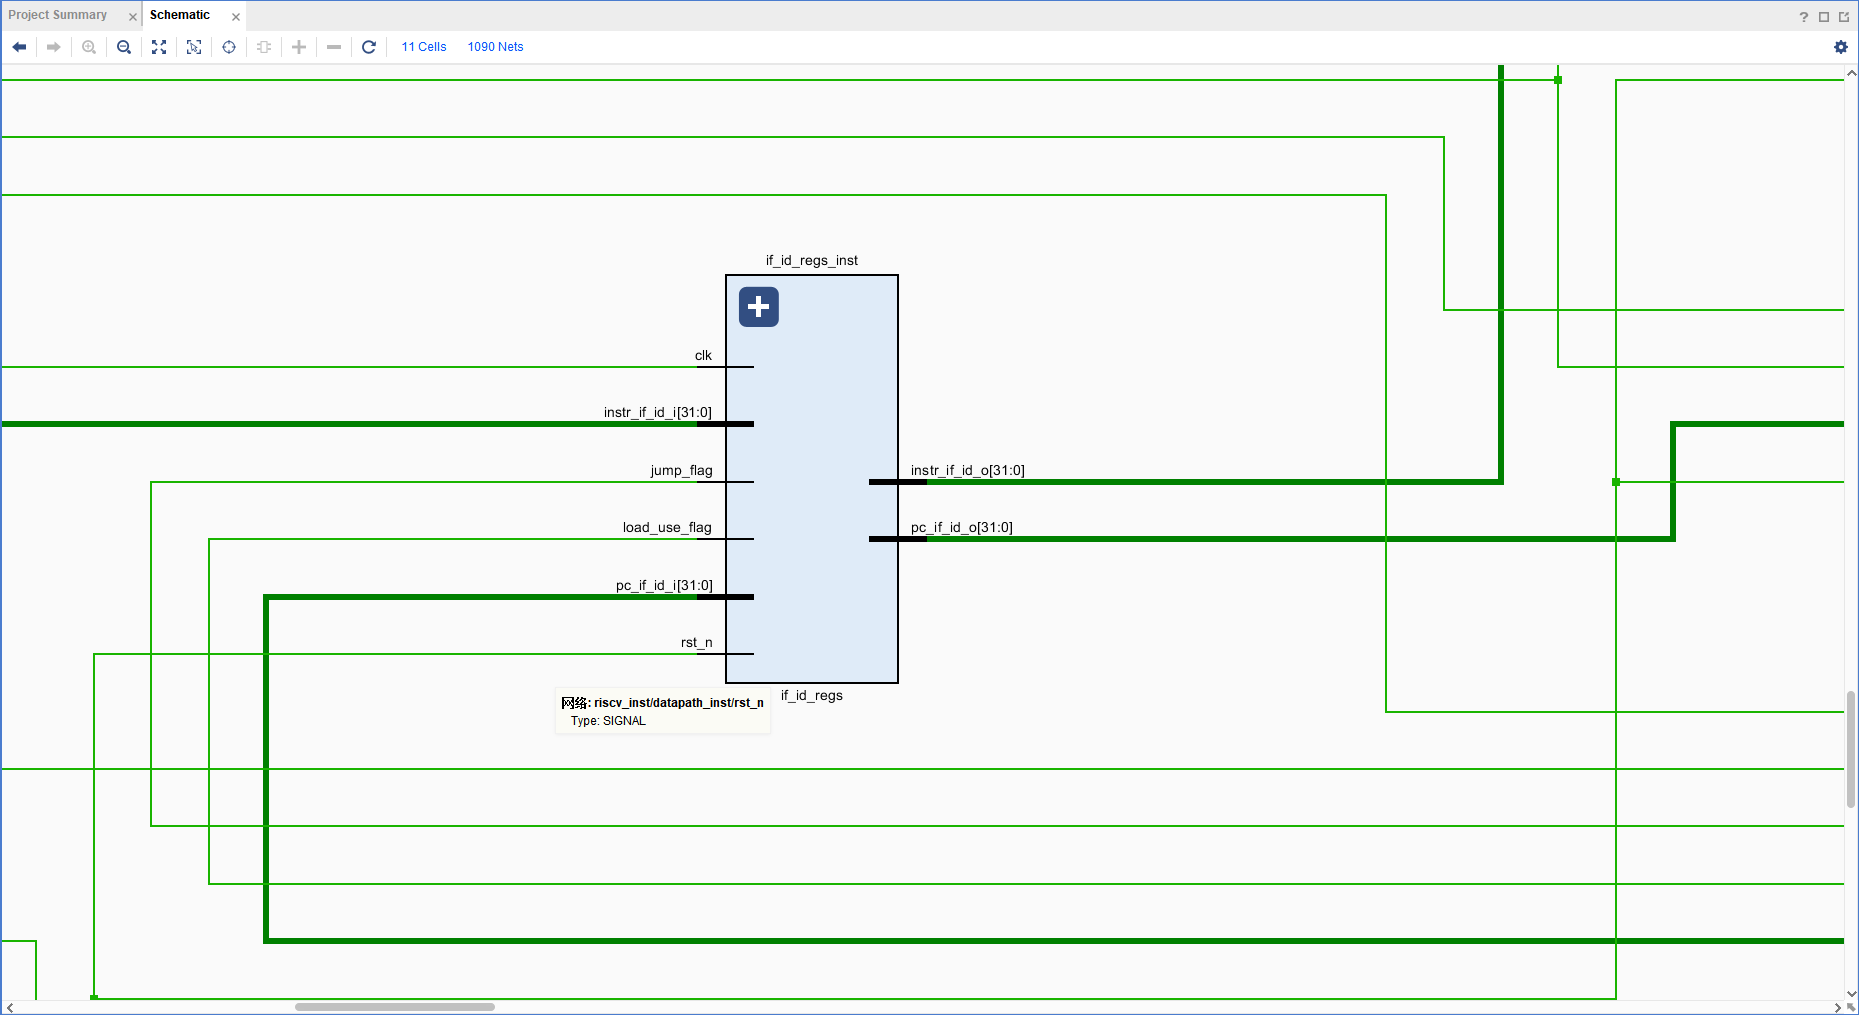 Project Summary
Schematic
11 Cells
1090 Nets
if_id_regs_inst
clk
instr_if_id_i[31:0]
jump_flag
instr_if_id_o[31:0]
load_use_flag
pc_if_id_o[31:0]
pc_if_id_i[31:0]
rst_n
if_id_regs
网络: riscv_inst/datapath_inst/rst_n
Type: SIGNAL